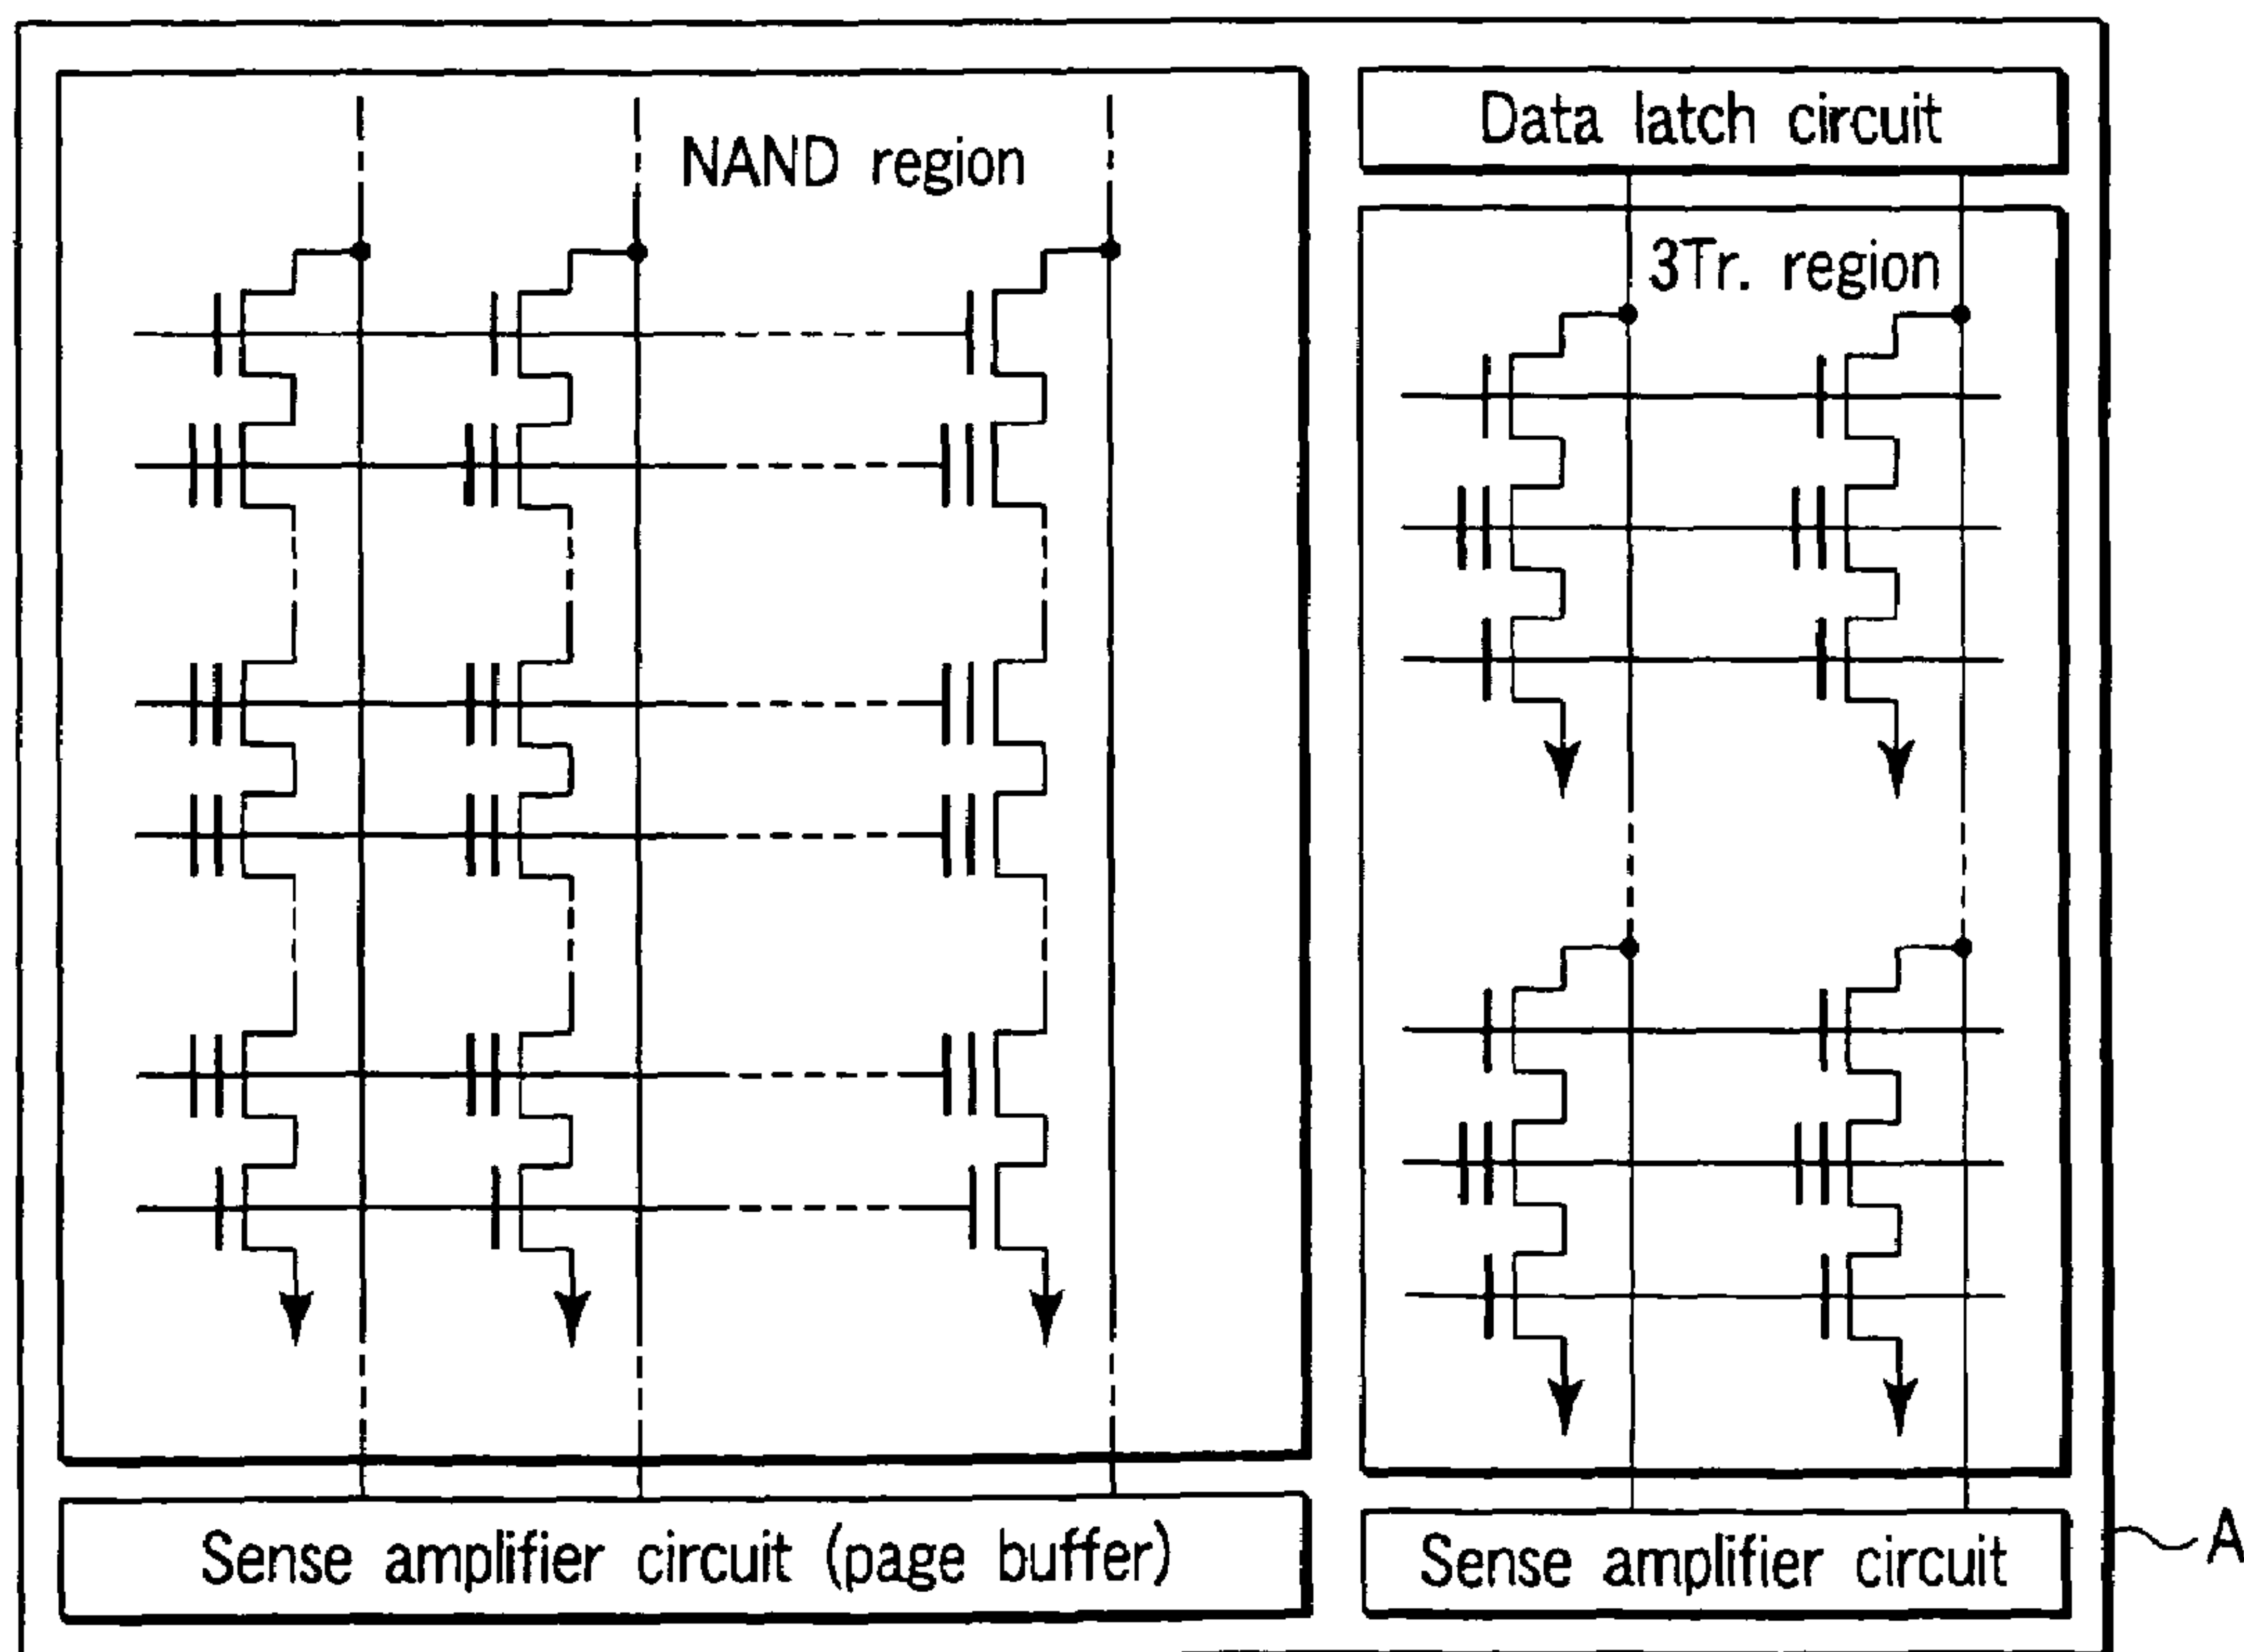 NAND region
Data latch circuit
3Tr. region
Sense amplifier circuit (page buffer)
Sense amplifier circuit
A